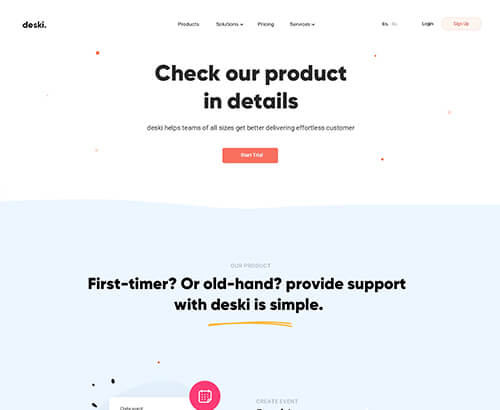 deski.
Products Solutions Pricing Services
En.
Login
Sign Up
Check our product
in details
deski helps teams of all sizes get better delivering effortless customer
Start Trial
OUR PRODUCT
First-timer? Or old-hand? provide support
with deski is simple.
CREATE EVENT